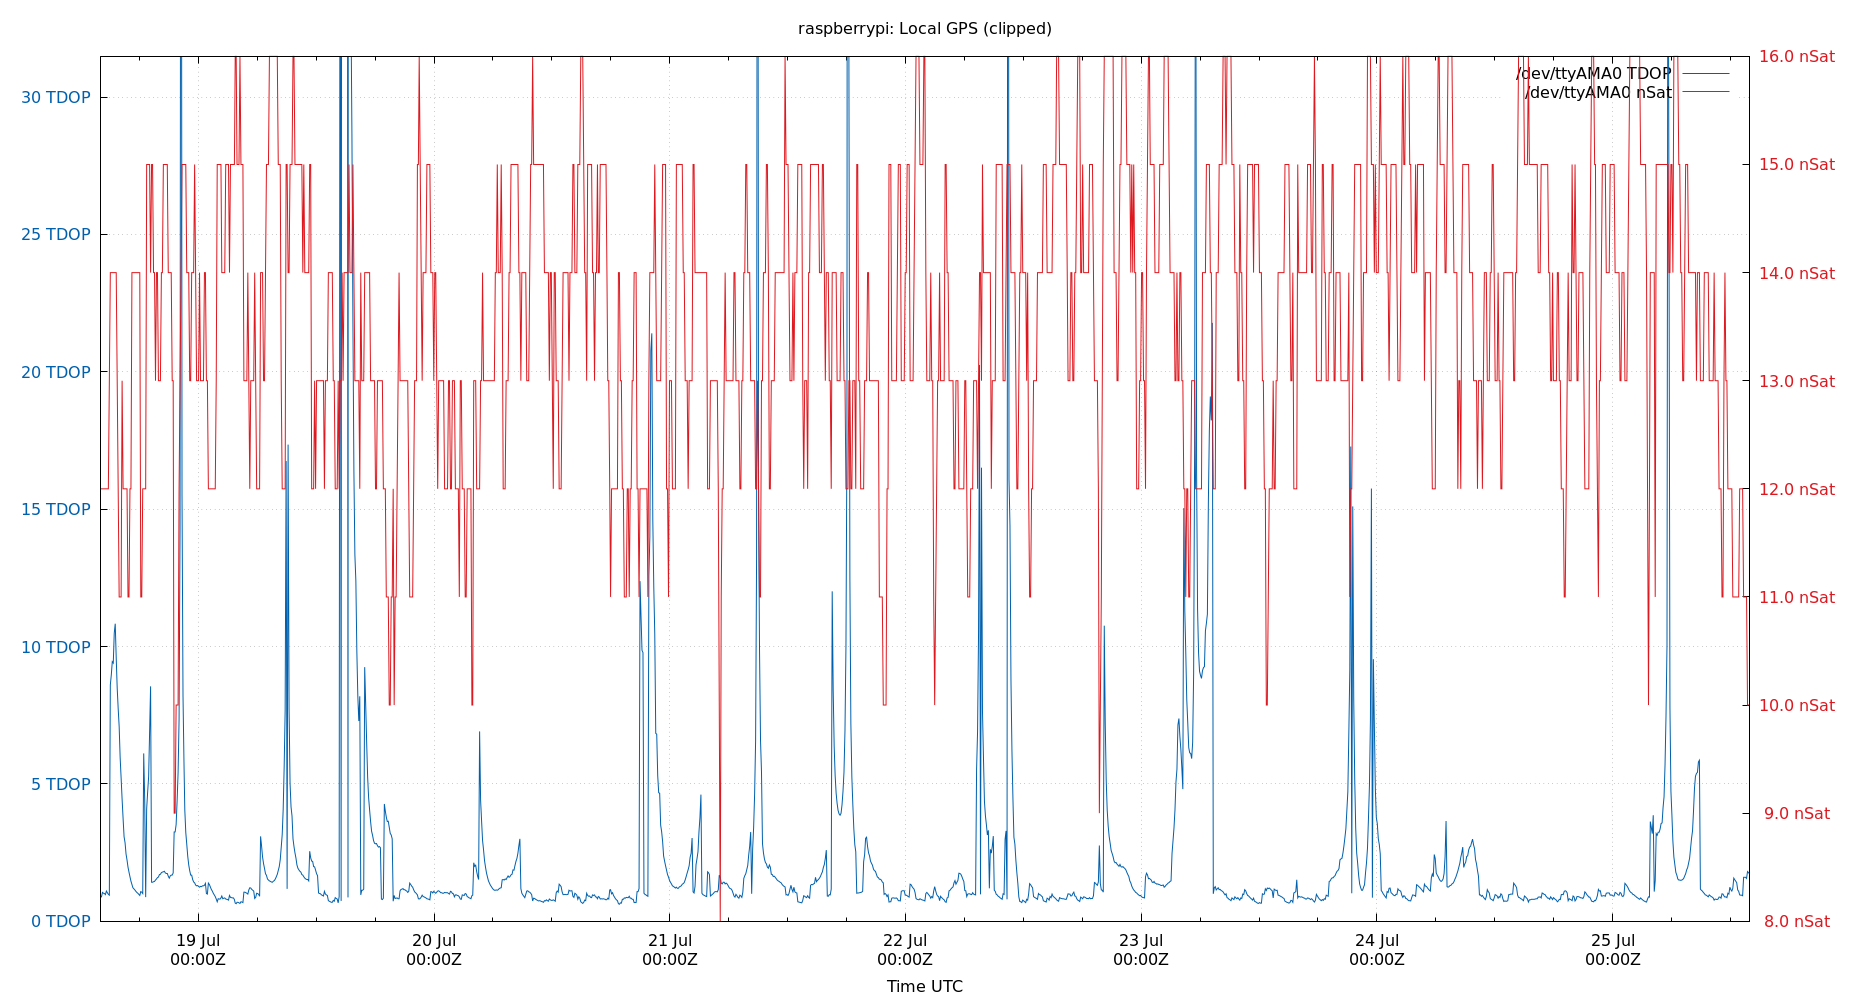 raspberrypi: Local GPS (clipped)
/dev/ttyAMA0 TDOP
/dev/ttyAMA0 nSat
30 TDOP
25 TDOP
20 TDOP
15 TDOP
10 TDOP
5 TDOP
0 TDOP
16.0 nSat
15.0 nSat
14.0 nSat
13.0 nSat
12.0 nSat
11.0 nSat
10.0 nSat
9.0 nSat
8.0 nSat
19 Jul
00:00Z
20 Jul
00:00Z
21 Jul
00:00Z
22 Jul
00:00Z
23 Jul
00:00Z
24 Jul
00:00Z
25 Jul
00:00Z
Time UTC